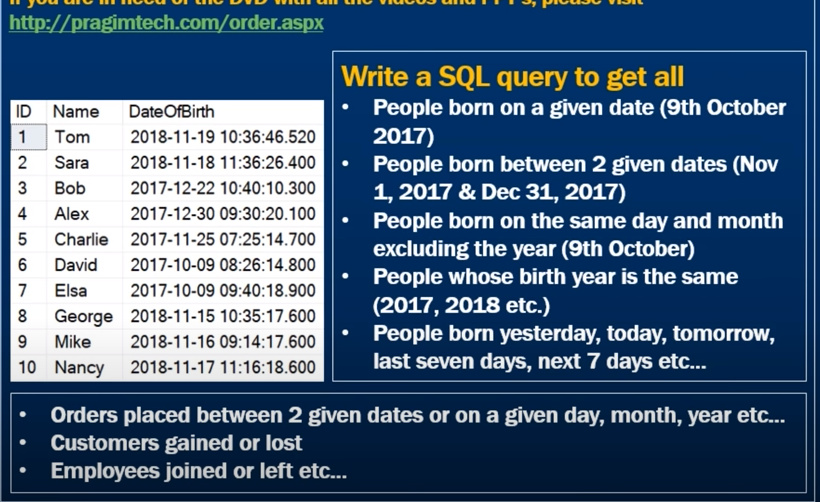 If you are in need of the DVD with all the videos and PPT's, please visit
http://pragimtech.com/order.aspx
Write a SQL query to get all
• People born on a given date (9th October
2017)
• People born between 2 given dates (Nov
1, 2017 & Dec 31, 2017)
• People born on the same day and month
excluding the year (9th October)
• People whose birth year is the same
(2017, 2018 etc.)
• People born yesterday, today, tomorrow,
last seven days, next 7 days etc...
ID Name DateOfBirth
1 Tom 2018-11-19 10:36:46.520
2 Sara 2018-11-18 11:36:26.400
3 Bob 2017-12-22 10:40:10.300
4 Alex 2017-12-30 09:30:20.100
5 Charlie 2017-11-25 07:25:14.700
6 David 2017-10-09 08:26:14.800
7 Elsa 2017-10-09 09:40:18.900
8 George 2018-11-15 10:35:17.600
9 Mike 2018-11-16 09:14:17.600
10 Nancy 2018-11-17 11:16:18.600
• Orders placed between 2 given dates or on a given day, month, year etc...
• Customers gained or lost
• Employees joined or left etc...